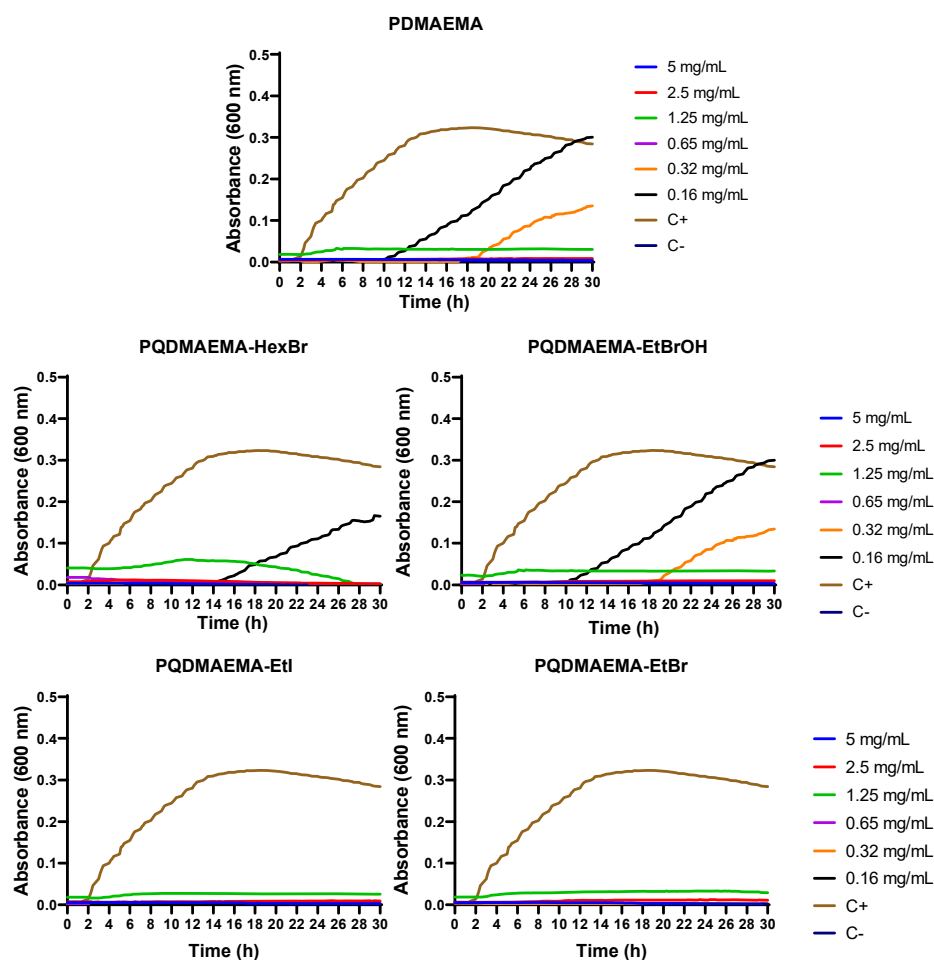 PDMAEMA
Absorbance (600 nm)
0.5
0.4
0.3
0.2
0.1
0.0
0 2 4 6 8 10 12 14 16 18 20 22 24 26 28 30
Time (h)
5 mg/mL
2.5 mg/mL
1.25 mg/mL
0.65 mg/mL
0.32 mg/mL
0.16 mg/mL
C+
C-
PQDMAEMA-HexBr
Absorbance (600 nm)
0.5
0.4
0.3
0.2
0.1
0.0
0 2 4 6 8 10 12 14 16 18 20 22 24 26 28 30
Time (h)
PQDMAEMA-EtBrOH
Absorbance (600 nm)
0.5
0.4
0.3
0.2
0.1
0.0
0 2 4 6 8 10 12 14 16 18 20 22 24 26 28 30
Time (h)
5 mg/mL
2.5 mg/mL
1.25 mg/mL
0.65 mg/mL
0.32 mg/mL
0.16 mg/mL
C+
C-
PQDMAEMA-EtI
Absorbance (600 nm)
0.5
0.4
0.3
0.2
0.1
0.0
0 2 4 6 8 10 12 14 16 18 20 22 24 26 28 30
Time (h)
PQDMAEMA-EtBr
Absorbance (600 nm)
0.5
0.4
0.3
0.2
0.1
0.0
0 2 4 6 8 10 12 14 16 18 20 22 24 26 28 30
Time (h)
5 mg/mL
2.5 mg/mL
1.25 mg/mL
0.65 mg/mL
0.32 mg/mL
0.16 mg/mL
C+
C-